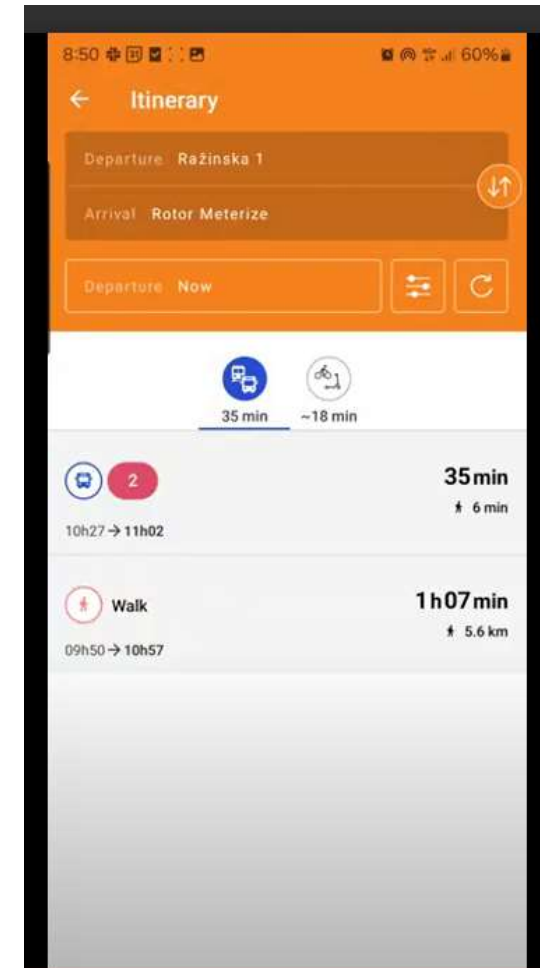 8:50
60%
Itinerary
Departure Ražinska 1
Arrival Rotor Meterize
Departure Now
35 min
~18 min
2
35min
6 min
10h27 → 11h02
Walk
1h07min
5.6 km
09h50 → 10h57